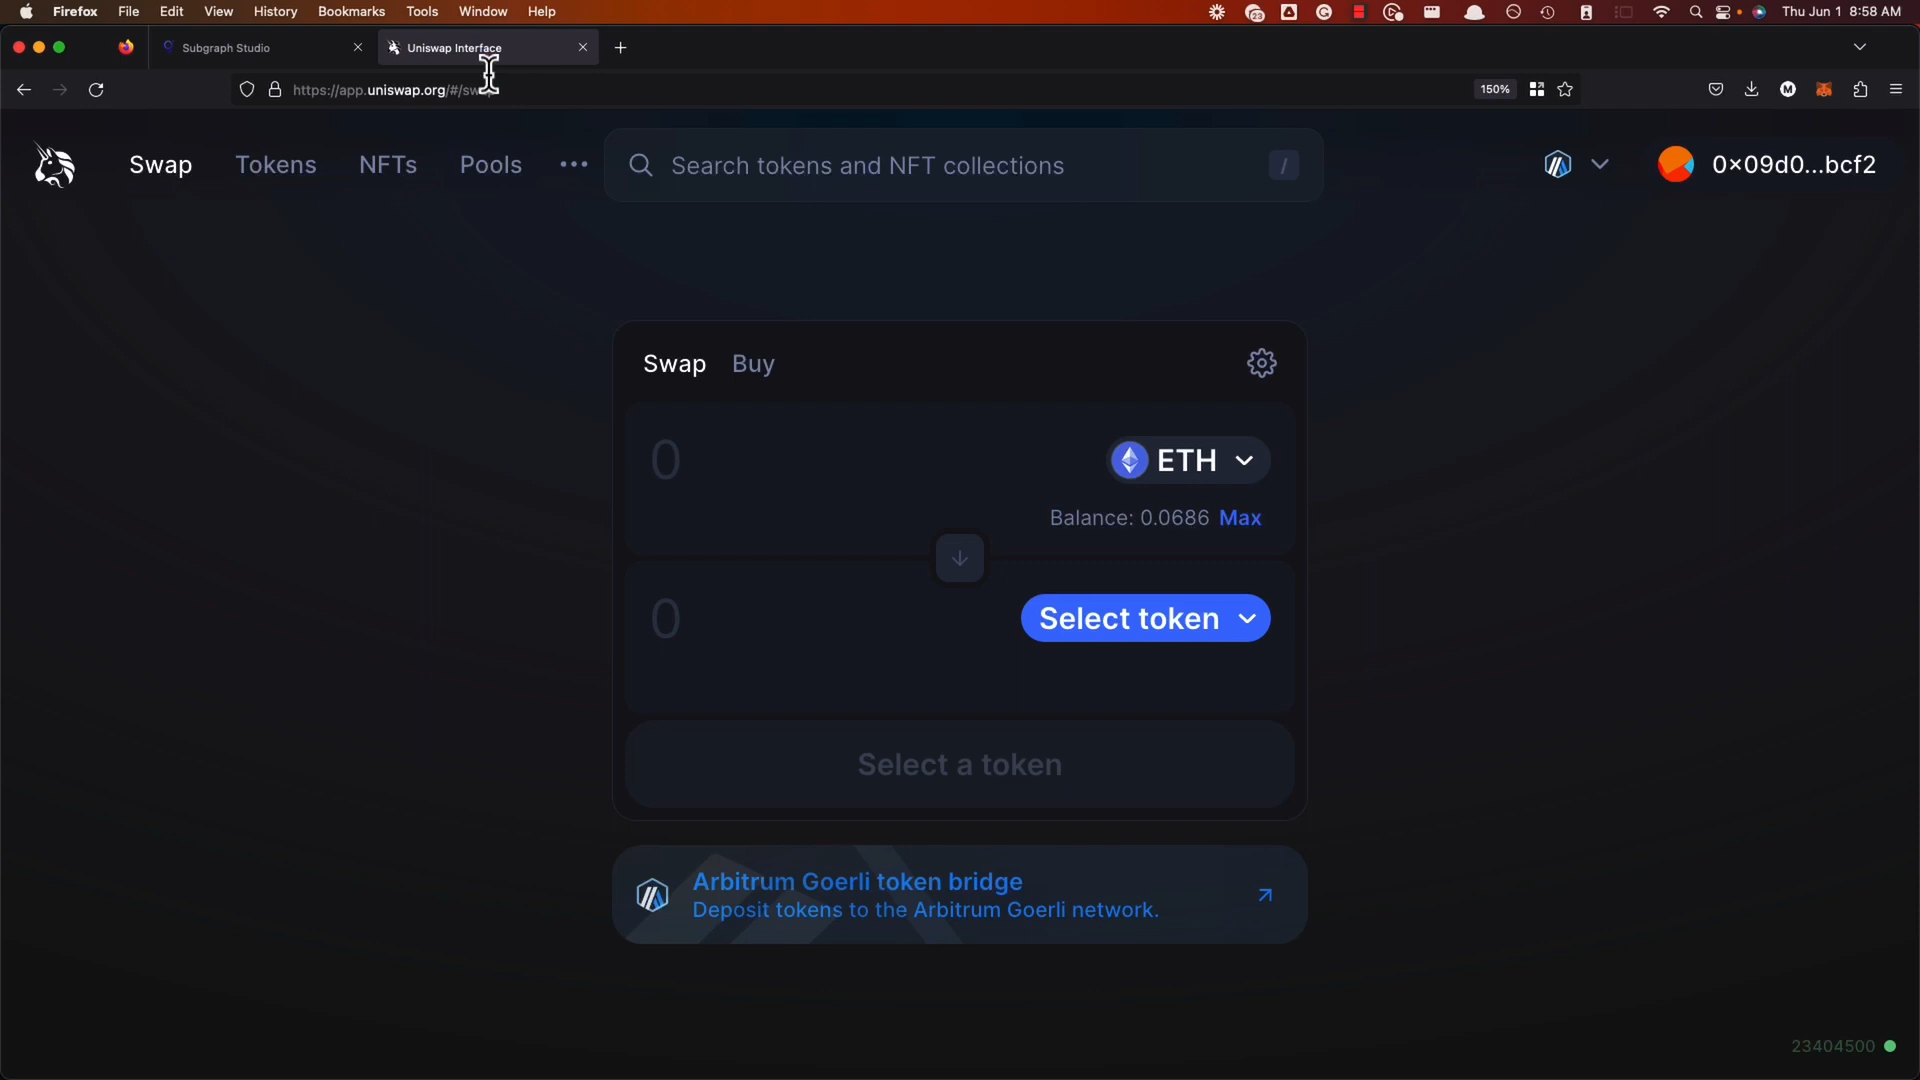 Firefox File Edit View History Bookmarks Tools Window Help 23 Thu Jun 1 8:58 AM
Subgraph Studio Uniswap Interface
https://app.uniswap.org/#/ 150% M
Swap Tokens NFTs Pools ••• Search tokens and NFT collections / 0×09d0...bcf2
Swap Buy
0 ETH
Balance: 0.0686 Max
0 Select token
Select a token
Arbitrum Goerli token bridge
Deposit tokens to the Arbitrum Goerli network.
23404500